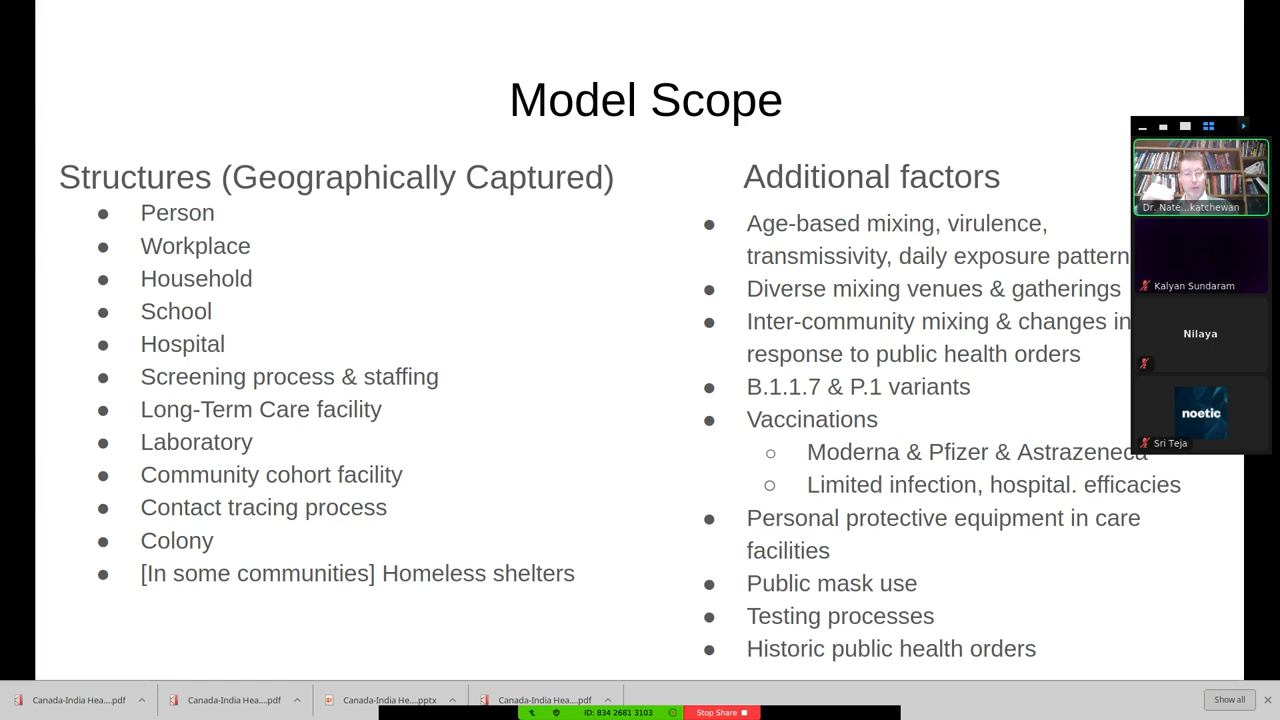 Model Scope
Structures (Geographically Captured)
Person
Workplace
Household
School
Hospital
Screening process & staffing
Long-Term Care facility
Laboratory
Community cohort facility
Contact tracing process
Colony
[In some communities] Homeless shelters
Additional factors
Age-based mixing, virulence,
transmissivity, daily exposure pattern
Diverse mixing venues & gatherings
Inter-community mixing & changes in
response to public health orders
B.1.1.7 & P.1 variants
Vaccinations
Moderna & Pfizer & Astrazeneca
Limited infection, hospital. efficacies
Personal protective equipment in care
facilities
Public mask use
Testing processes
Historic public health orders
Dr. Nate...katchewan
Kalyan Sundaram
Nilaya
noetic
Sri Teja
Canada-India Hea....pdf
Canada-India Hea....pdf
Canada-India He....pptx
Canada-India Hea....pdf
Show all
ID: 834 2681 3103
Stop Share